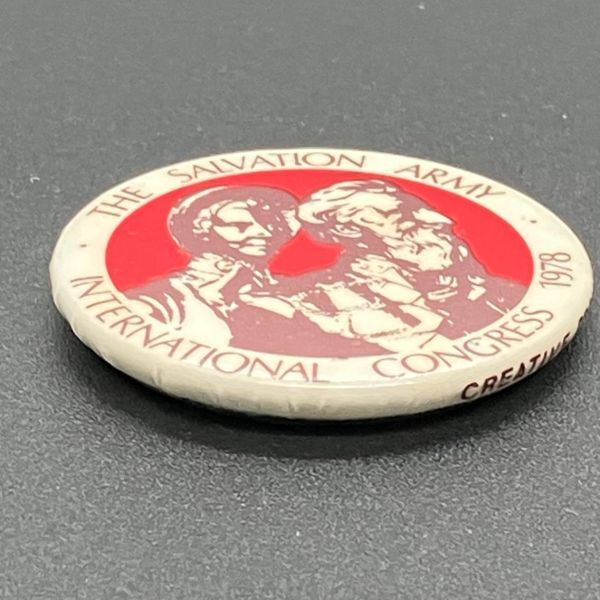 THE SALVATION ARMY
INTERNATIONAL CONGRESS 1978
CREATIVE